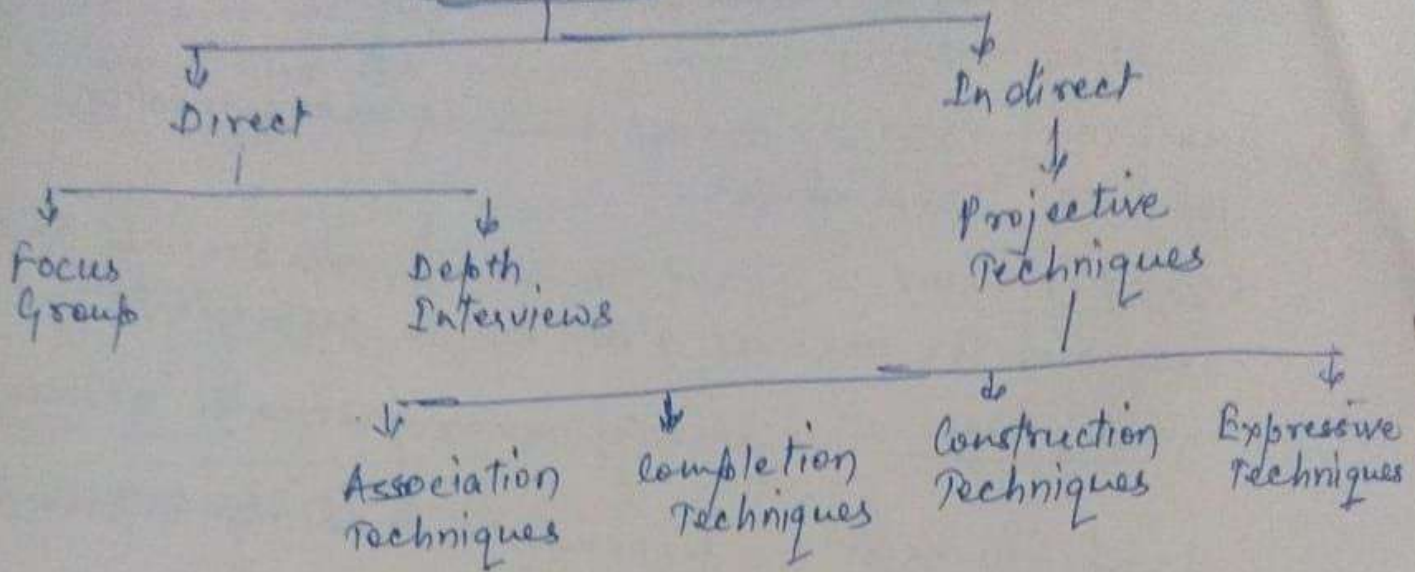 Direct
Indirect
Focus
Group
Depth
Interviews
Projective
Techniques
Association
Techniques
Completion
Techniques
Construction
Techniques
Expressive
Techniques